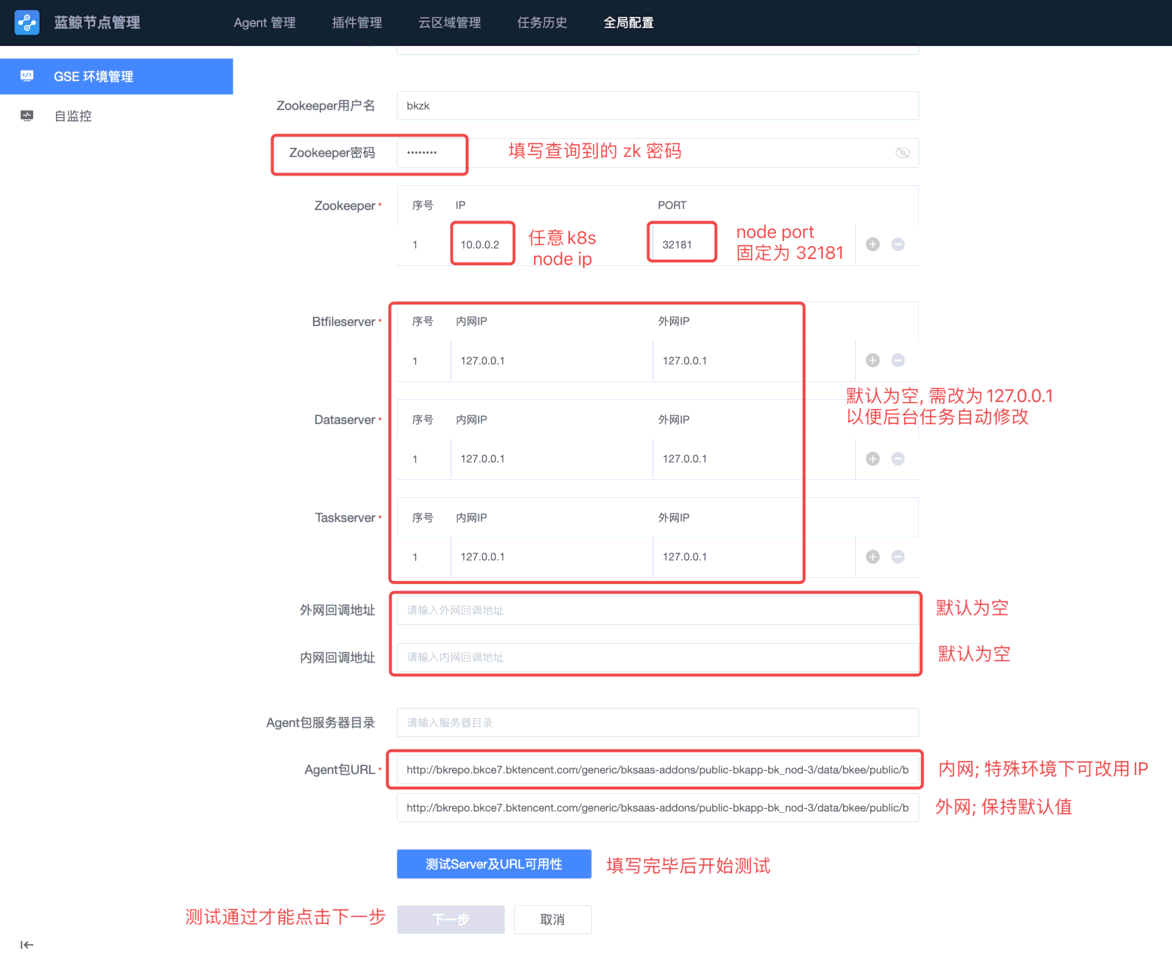 蓝鲸节点管理 Agent 管理 插件管理 云区域管理 任务历史 全局配置
GSE 环境管理
自监控
Zookeeper用户名 bkzk
Zookeeper密码 •••••••• 填写查询到的 zk 密码
Zookeeper* 序号 IP PORT
1 10.0.0.2 32181
任意 k8s
node ip
node port
固定为 32181
Btfileserver* 序号 内网IP 外网IP
1 127.0.0.1 127.0.0.1
默认为空, 需改为 127.0.0.1
以便后台任务自动修改
Dataserver* 序号 内网IP 外网IP
1 127.0.0.1 127.0.0.1
Taskserver* 序号 内网IP 外网IP
1 127.0.0.1 127.0.0.1
外网回调地址 请输入外网回调地址 默认为空
内网回调地址 请输入内网回调地址 默认为空
Agent包服务器目录 请输入服务器目录
Agent包URL* http://bkrepo.bkce7.bktencent.com/generic/bksaas-addons/public-bkapp-bk_nod-3/data/bkee/public/b 内网; 特殊环境下可改用 IP
http://bkrepo.bkce7.bktencent.com/generic/bksaas-addons/public-bkapp-bk_nod-3/data/bkee/public/b 外网; 保持默认值
测试Server及URL可用性 填写完毕后开始测试
测试通过才能点击下一步 下一步 取消